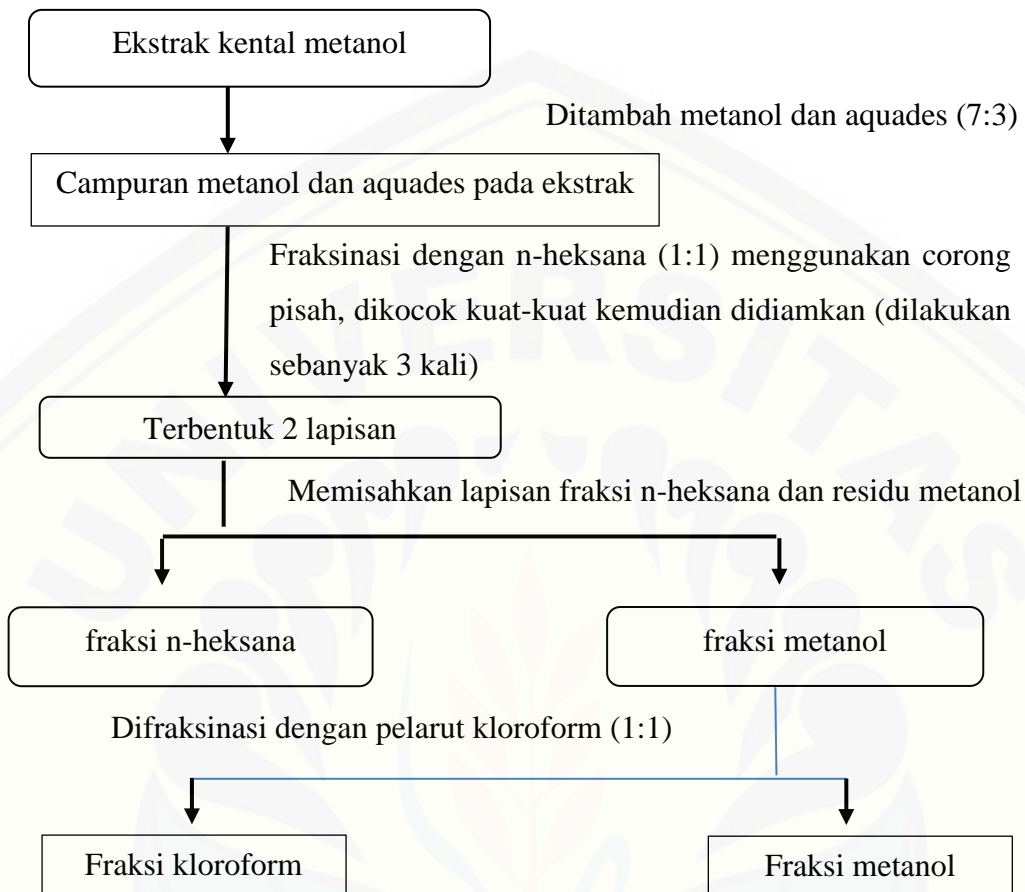 Ekstrak kental metanol
Ditambah metanol dan aquades (7:3)
Campuran metanol dan aquades pada ekstrak
Fraksinasi dengan n-heksana (1:1) menggunakan corong
pisah, dikocok kuat-kuat kemudian didiamkan (dilakukan
sebanyak 3 kali)
Terbentuk 2 lapisan
Memisahkan lapisan fraksi n-heksana dan residu metanol
fraksi n-heksana
fraksi metanol
Difraksinasi dengan pelarut kloroform (1:1)
Fraksi kloroform
Fraksi metanol
UNIVERSITAS